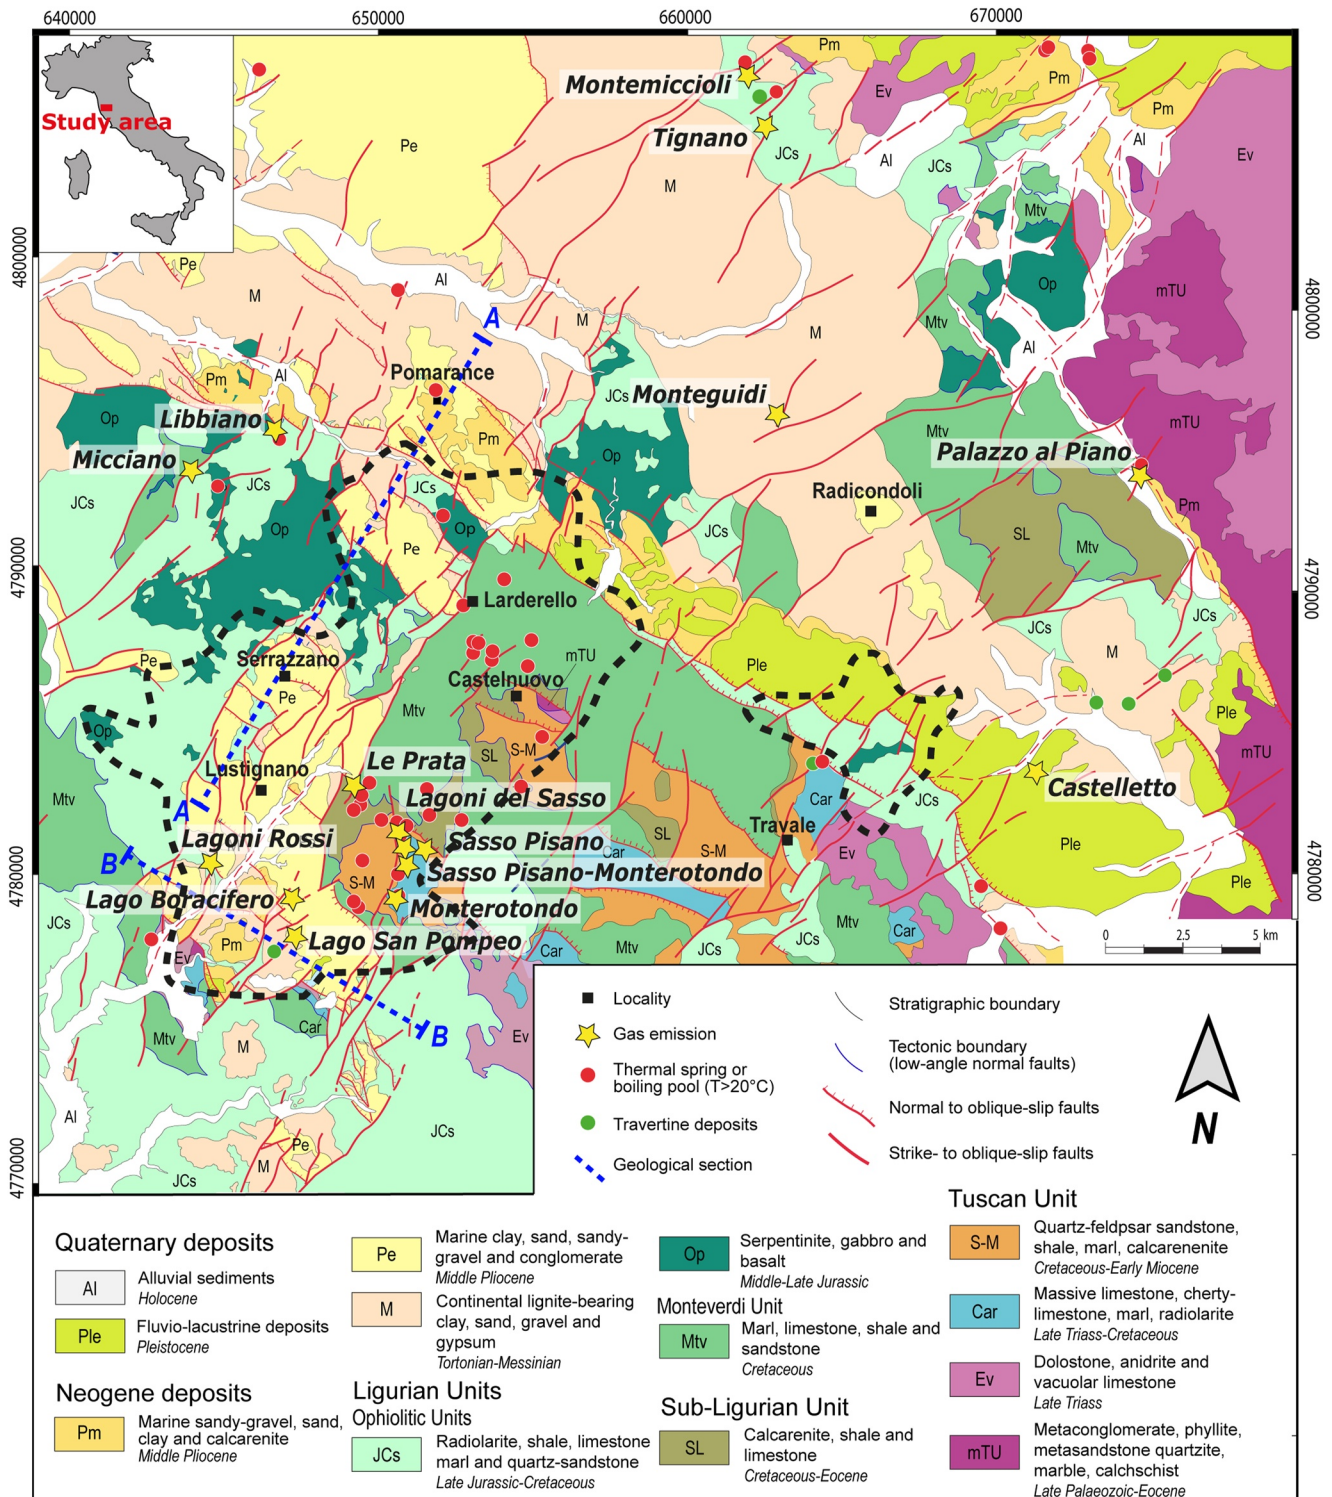 640000
650000
660000
670000
Study area
Montemiccioli
Pm
Ev
Pm
Pm
Tignano
Pe
JCs
Al
JCs
Al
Ev
M
Mtv
4800000
4800000
Pe
Al
M
Op
mTU
M
M
Mtv
Al
A
Pomarance
Pm
Al
JCs
Monteguidi
Op
Libbiano
Pm
Mtv
mTU
Micciano
Op
Palazzo al Piano
JCs
JCs
JCs
Radicondoli
Pm
Op
Op
Pe
JCs
SL
Mtv
4790000
4790000
Larderello
JCs
JCs
Pe
Serrazzano
mTU
Ple
M
Castelnuovo
Pe
Mtv
Ple
Op
SL
S-M
mTU
Lustignano
Le Prata
Castelletto
Mtv
A
Lagoni del Sasso
Car
JCs
Lagoni Rossi
Sasso Pisano
SL
Travale
B
Car
S-M
Ev
Ple
4780000
4780000
S-M
Sasso Pisano-Monterotondo
Ple
Lago Boracifero
Monterotondo
JCs
Mtv
Car
Pm
Lago San Pompeo
JCs
Ev
Car
Mtv
JCs
0 2.5 5 km
Mtv
Car
B
Ev
M
Al
Pe
JCs
M
JCs
4770000
Locality
Gas emission
Thermal spring or
boiling pool (T>20°C)
Travertine deposits
Geological section
Stratigraphic boundary
Tectonic boundary
(low-angle normal faults)
Normal to oblique-slip faults
Strike- to oblique-slip faults
N
Quaternary deposits
Al
Alluvial sediments
Holocene
Ple
Fluvio-lacustrine deposits
Pleistocene
Neogene deposits
Pm
Marine sandy-gravel, sand,
clay and calcarenite
Middle Pliocene
Pe
Marine clay, sand, sandy-
gravel and conglomerate
Middle Pliocene
M
Continental lignite-bearing
clay, sand, gravel and
gypsum
Tortonian-Messinian
Ligurian Units
Ophiolitic Units
JCs
Radiolarite, shale, limestone
marl and quartz-sandstone
Late Jurassic-Cretaceous
Op
Serpentinite, gabbro and
basalt
Middle-Late Jurassic
Monteverdi Unit
Mtv
Marl, limestone, shale and
sandstone
Cretaceous
Sub-Ligurian Unit
SL
Calcarenite, shale and
limestone
Cretaceous-Eocene
Tuscan Unit
S-M
Quartz-feldpsar sandstone,
shale, marl, calcarenenite
Cretaceous-Early Miocene
Car
Massive limestone, cherty-
limestone, marl, radiolarite
Late Triass-Cretaceous
Ev
Dolostone, anidrite and
vacuolar limestone
Late Triass
mTU
Metaconglomerate, phyllite,
metasandstone quartzite,
marble, calchschist
Late Palaeozoic-Eocene